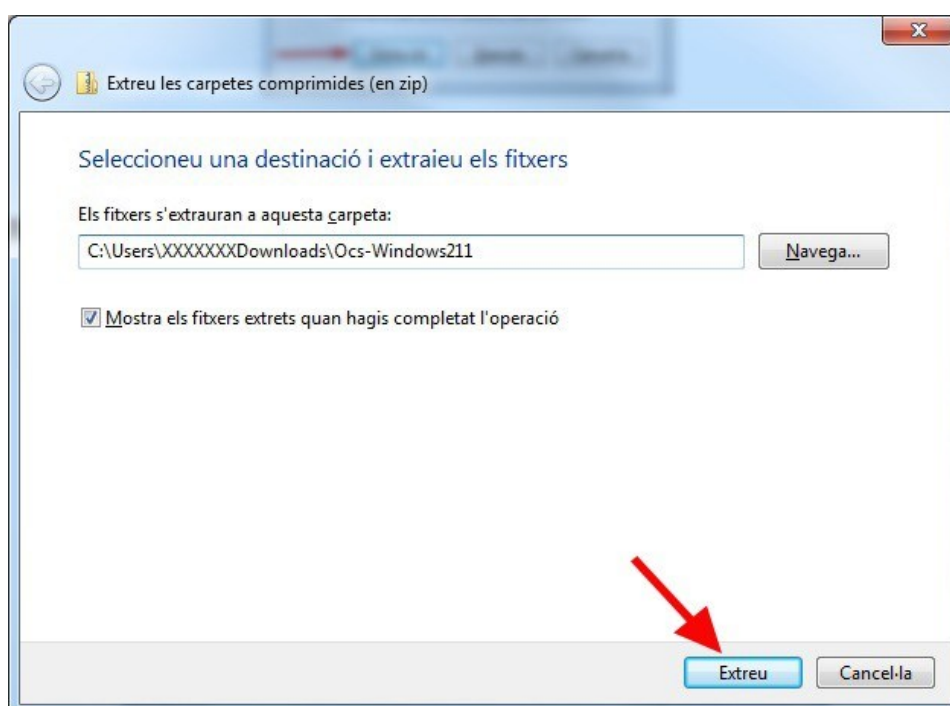 Extreu les carpetes comprimides (en zip)
Seleccioneu una destinació i extraieu els fitxers
Els fitxers s'extrauran a aquesta carpeta:
C:\Users\XXXXXXXDownloads\Ocs-Windows211
Navega...
Mostra els fitxers extrets quan hagis completat l'operació
Extreu
Cancel·la